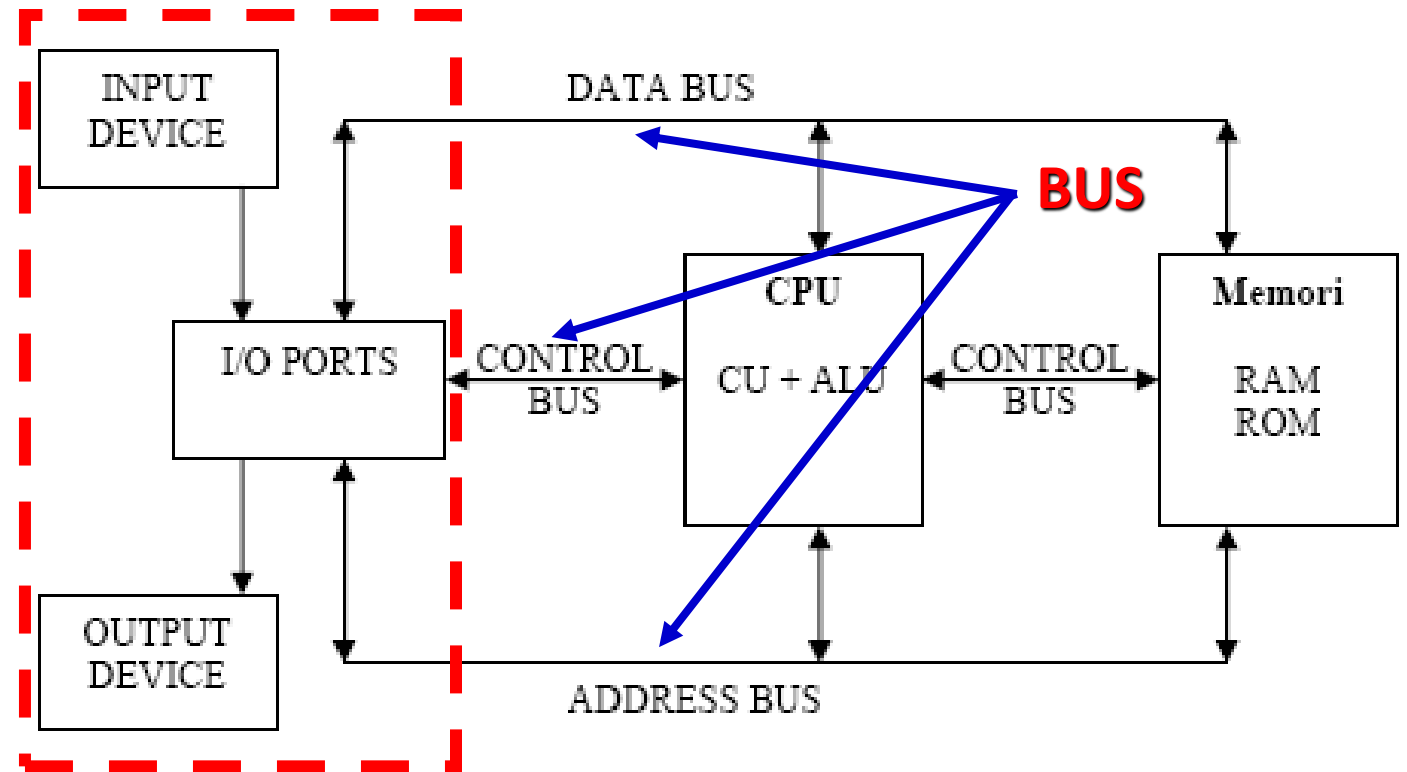 INPUT
DEVICE
DATA BUS
BUS
I/O PORTS
CONTROL
BUS
CPU
CU + ALU
CONTROL
BUS
Memori
RAM
ROM
OUTPUT
DEVICE
ADDRESS BUS